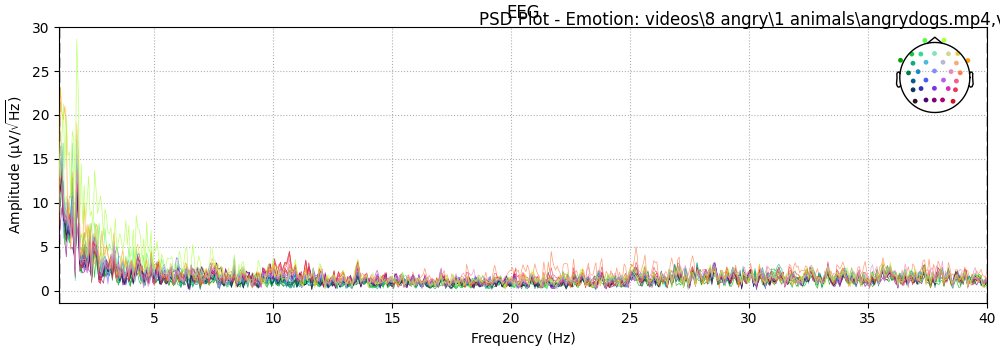 EEG
PSD Plot - Emotion: videos\8 angry\1 animals\angrydogs.mp4,v
Amplitude (µV/√Hz)
30
25
20
15
10
5
0
5 10 15 20 25 30 35 40
Frequency (Hz)